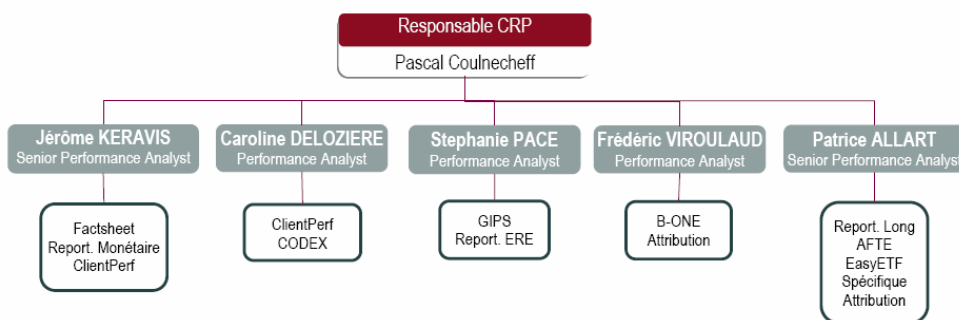 Responsable CRP
Pascal Coulnecheff
Jérôme KERAVIS
Senior Performance Analyst
Caroline DELOZIERE
Performance Analyst
Stephanie PACE
Performance Analyst
Frédéric VIROULAUD
Performance Analyst
Patrice ALLART
Senior Performance Analyst
Factsheet
Report. Monétaire
ClientPerf
ClientPerf
CODEX
GIPS
Report. ERE
B-ONE
Attribution
Report. Long
AFTE
EasyETF
Spécifique
Attribution